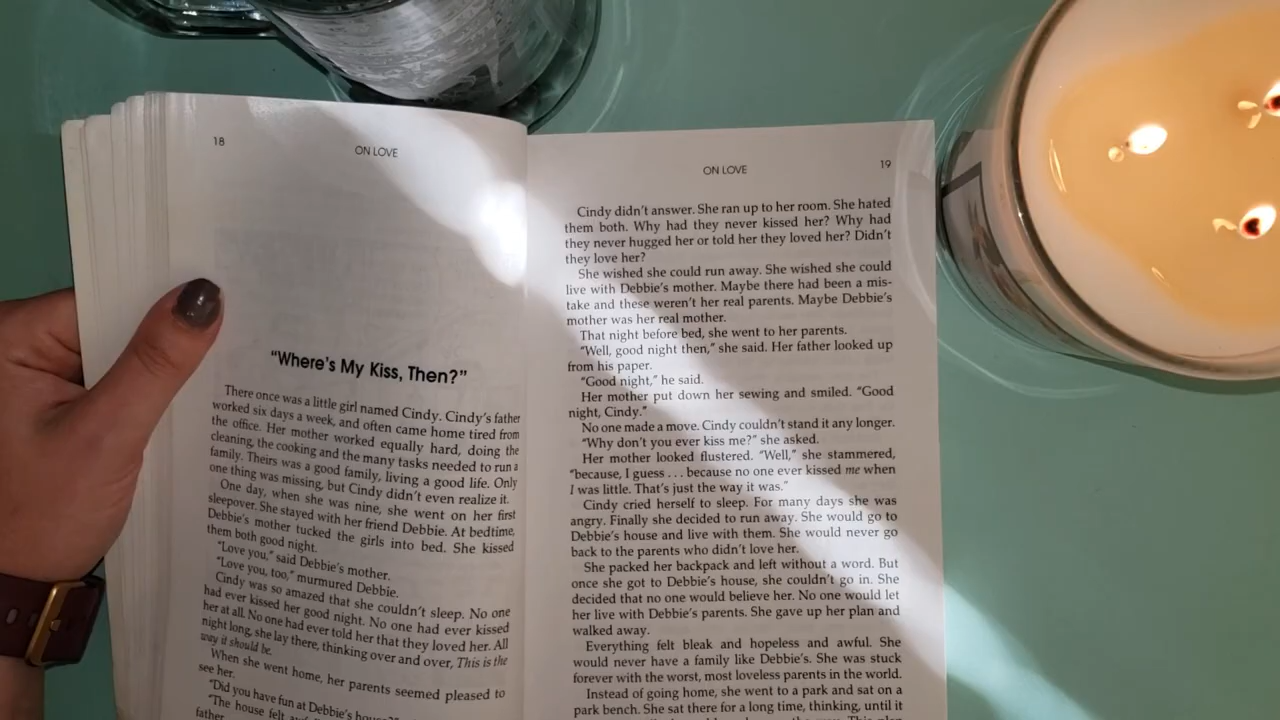 18
ON LOVE
"Where's My Kiss, Then?"
There once was a little girl named Cindy. Cindy's father
worked six days a week, and often came home tired from
the office. Her mother worked equally hard, doing the
cleaning, the cooking and the many tasks needed to run a
family. Theirs was a good family, living a good life. Only
one thing was missing, but Cindy didn't even realize it.
One day, when she was nine, she went on her first
sleepover. She stayed with her friend Debbie. At bedtime,
Debbie's mother tucked the girls into bed. She kissed
them both good night.
"Love you," said Debbie's mother.
"Love you, too," murmured Debbie.
Cindy was so amazed that she couldn't sleep. No one
had ever kissed her good night. No one had ever kissed
her at all. No one had ever told her that they loved her. All
night long, she lay there, thinking over and over, This is the
way it should be.
When she went home, her parents seemed pleased to
see her.
"Did you have fun at Debbie's house?"
"The house felt
father
ON LOVE
19
Cindy didn't answer. She ran up to her room. She hated
them both. Why had they never kissed her? Why had
they never hugged her or told her they loved her? Didn't
they love her?
She wished she could run away. She wished she could
live with Debbie's mother. Maybe there had been a mis-
take and these weren't her real parents. Maybe Debbie's
mother was her real mother.
That night before bed, she went to her parents.
"Well, good night then," she said. Her father looked up
from his paper.
"Good night," he said.
Her mother put down her sewing and smiled. "Good
night, Cindy."
No one made a move. Cindy couldn't stand it any longer.
"Why don't you ever kiss me?" she asked.
Her mother looked flustered. "Well," she stammered,
"because, I guess . . . because no one ever kissed me when
I was little. That's just the way it was."
Cindy cried herself to sleep. For many days she was
angry. Finally she decided to run away. She would go to
Debbie's house and live with them. She would never go
back to the parents who didn't love her.
She packed her backpack and left without a word. But
once she got to Debbie's house, she couldn't go in. She
decided that no one would believe her. No one would let
her live with Debbie's parents. She gave up her plan and
walked away.
Everything felt bleak and hopeless and awful. She
would never have a family like Debbie's. She was stuck
forever with the worst, most loveless parents in the world.
Instead of going home, she went to a park and sat on a
park bench. She sat there for a long time, thinking, until it